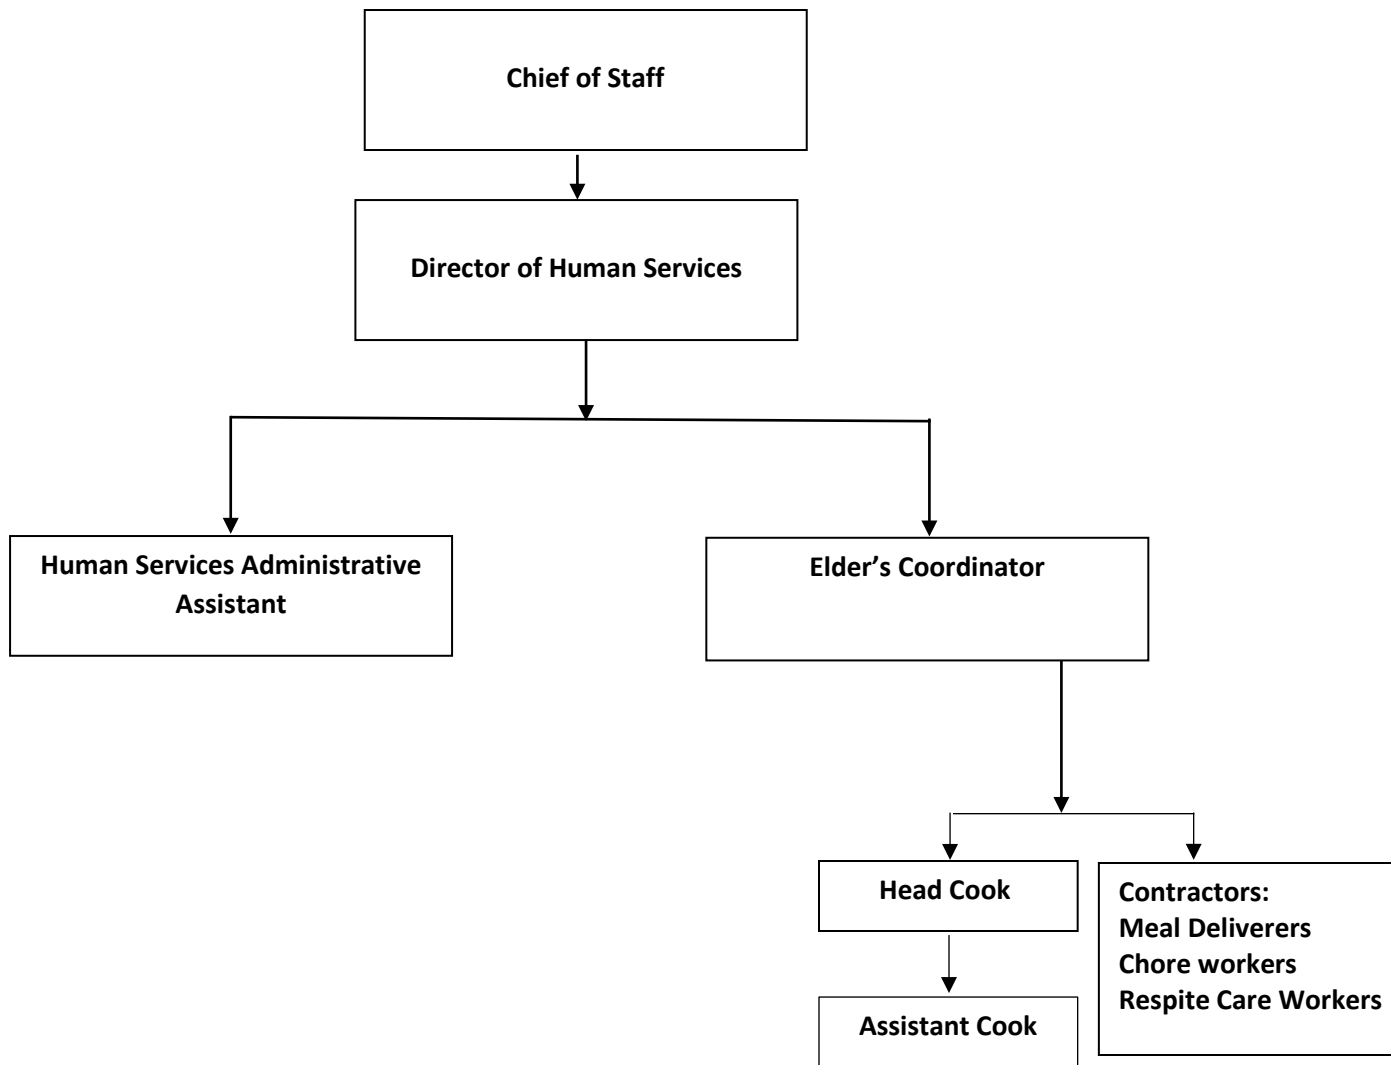 Chief of Staff
Director of Human Services
Human Services Administrative
Assistant
Elder’s Coordinator
Head Cook
Contractors:
Meal Deliverers
Chore workers
Respite Care Workers
Assistant Cook